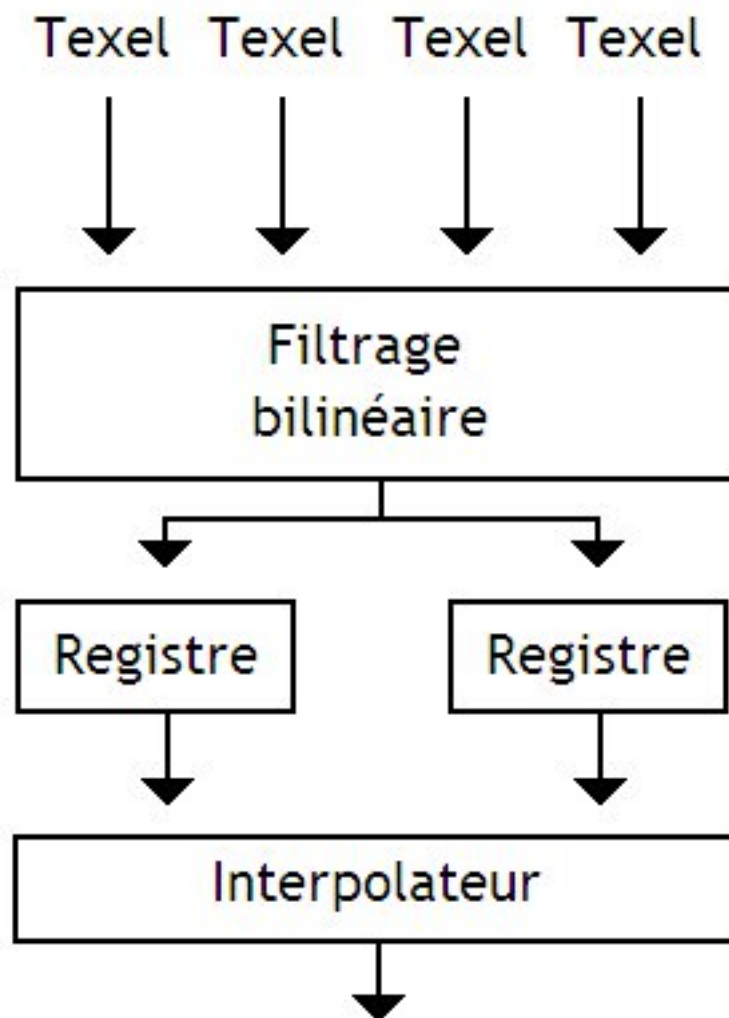 Texel Texel Texel Texel
Filtrage
bilinéaire
Registre Registre
Interpolateur